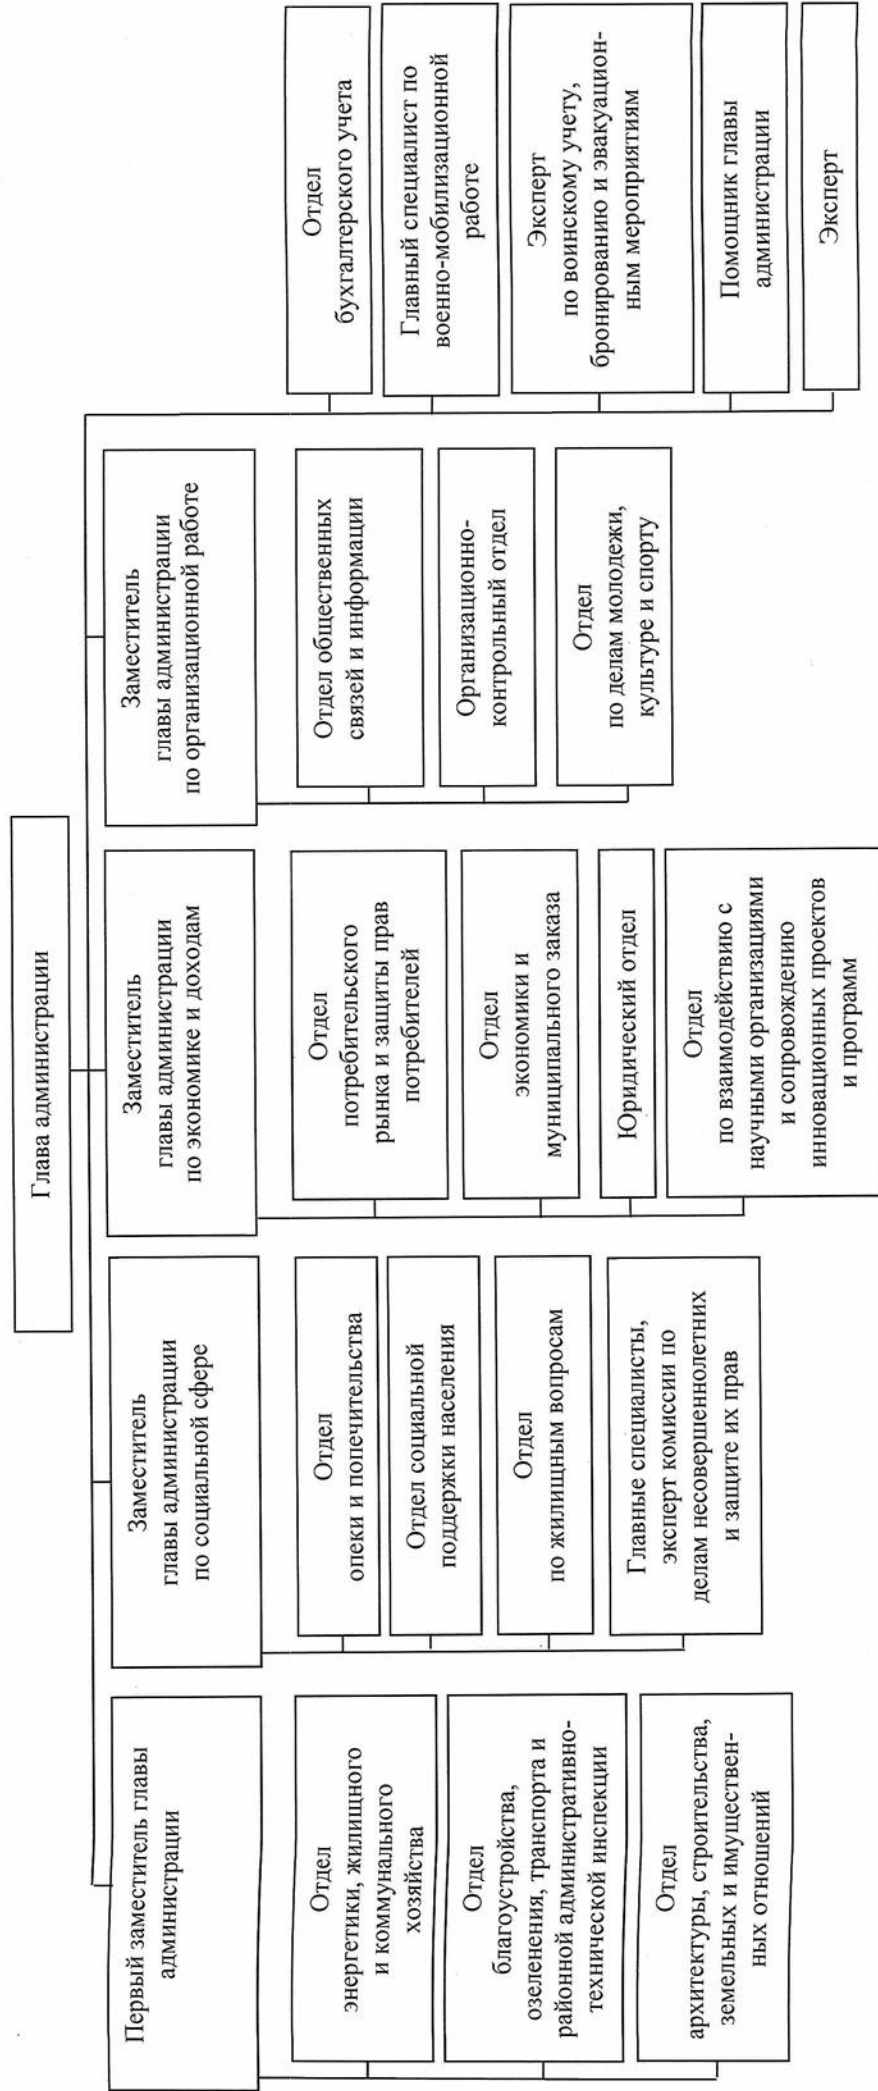 Глава администрации
Первый заместитель главы
администрации
Отдел
энергетики, жилищного
и коммунального
хозяйства
Отдел
благоустройства,
озеленения, транспорта и
районной административно-
технической инспекции
Отдел
архитектуры, строительства,
земельных и имуществен-
ных отношений
Заместитель
главы администрации
по социальной сфере
Отдел
опеки и попечительства
Отдел социальной
поддержки населения
Отдел
по жилищным вопросам
Главные специалисты,
эксперт комиссии по
делам несовершеннолетних
и защите их прав
Заместитель
главы администрации
по экономике и доходам
Отдел
потребительского
рынка и защиты прав
потребителей
Отдел
экономики и
муниципального заказа
Юридический отдел
Отдел
по взаимодействию с
научными организациями
и сопровождению
инновационных проектов
и программ
Заместитель
главы администрации
по организационной работе
Отдел общественных
связей и информации
Организационно-
контрольный отдел
Отдел
по делам молодежи,
культуре и спорту
Отдел
бухгалтерского учета
Главный специалист по
военно-мобилизационной
работе
Эксперт
по воинскому учету,
бронированию и эвакуацион-
ным мероприятиям
Помощник главы
администрации
Эксперт